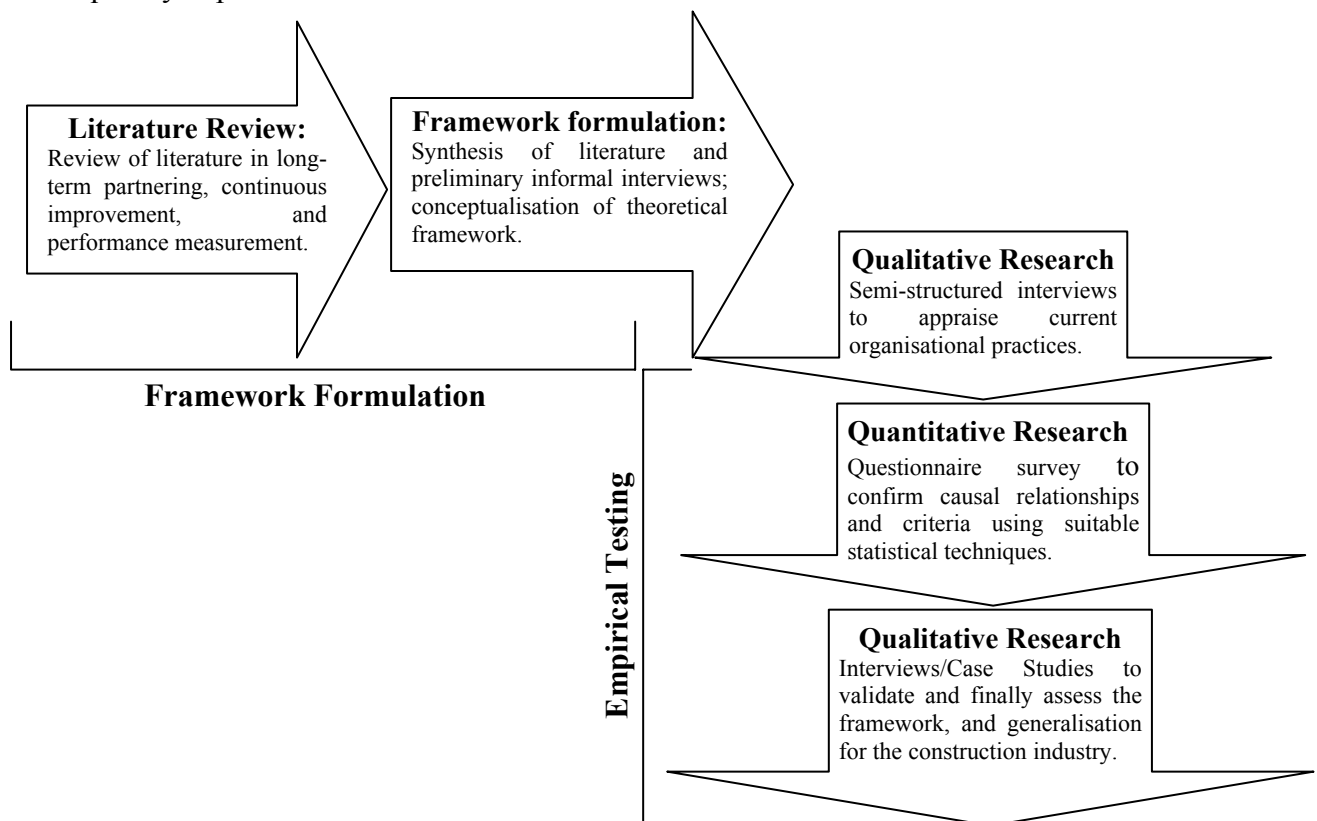 Literature Review:
Review of literature in long-
term partnering, continuous
improvement, and
performance measurement.
Framework formulation:
Synthesis of literature and
preliminary informal interviews;
conceptualisation of theoretical
framework.
Framework Formulation
Qualitative Research
Semi-structured interviews
to appraise current
organisational practices.
Empirical Testing
Quantitative Research
Questionnaire survey to
confirm causal relationships
and criteria using suitable
statistical techniques.
Qualitative Research
Interviews/Case Studies to
validate and finally assess the
framework, and generalisation
for the construction industry.